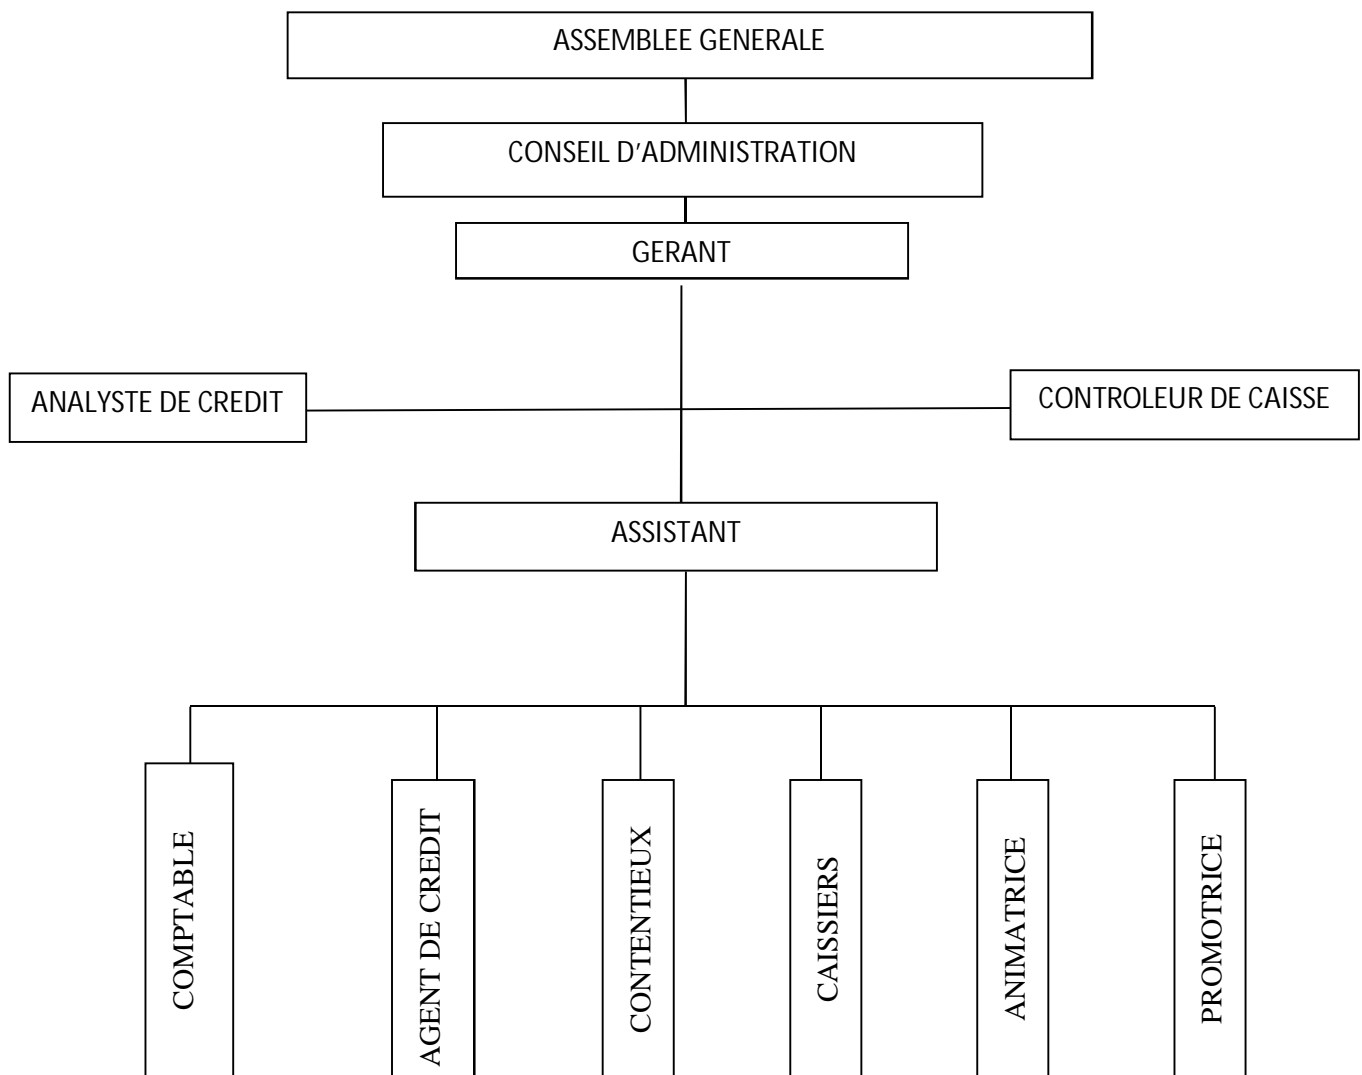 ASSEMBLEE GENERALE
CONSEIL D’ADMINISTRATION
GERANT
ANALYSTE DE CREDIT
CONTROLEUR DE CAISSE
ASSISTANT
COMPTABLE
AGENT DE CREDIT
CONTENTIEUX
CAISSIERS
ANIMATRICE
PROMOTRICE